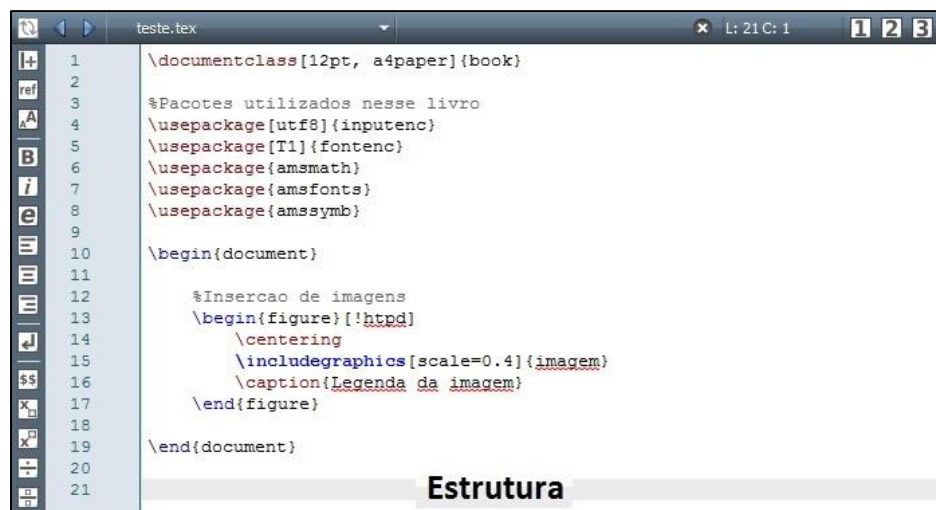 teste.tex L: 21 C: 1 1 2 3
ref
A A
B
i
e
$$
1 \documentclass[12pt, a4paper]{book}
2
3 %Pacotes utilizados nesse livro
4 \usepackage[utf8]{inputenc}
5 \usepackage[T1]{fontenc}
6 \usepackage{amsmath}
7 \usepackage{amsfonts}
8 \usepackage{amssymb}
9
10 \begin{document}
11
12 %Insercao de imagens
13 \begin{figure}[!htpd]
14 \centering
15 \includegraphics[scale=0.4]{imagem}
16 \caption{Legenda da imagem}
17 \end{figure}
18
19 \end{document}
20
21
Estrutura